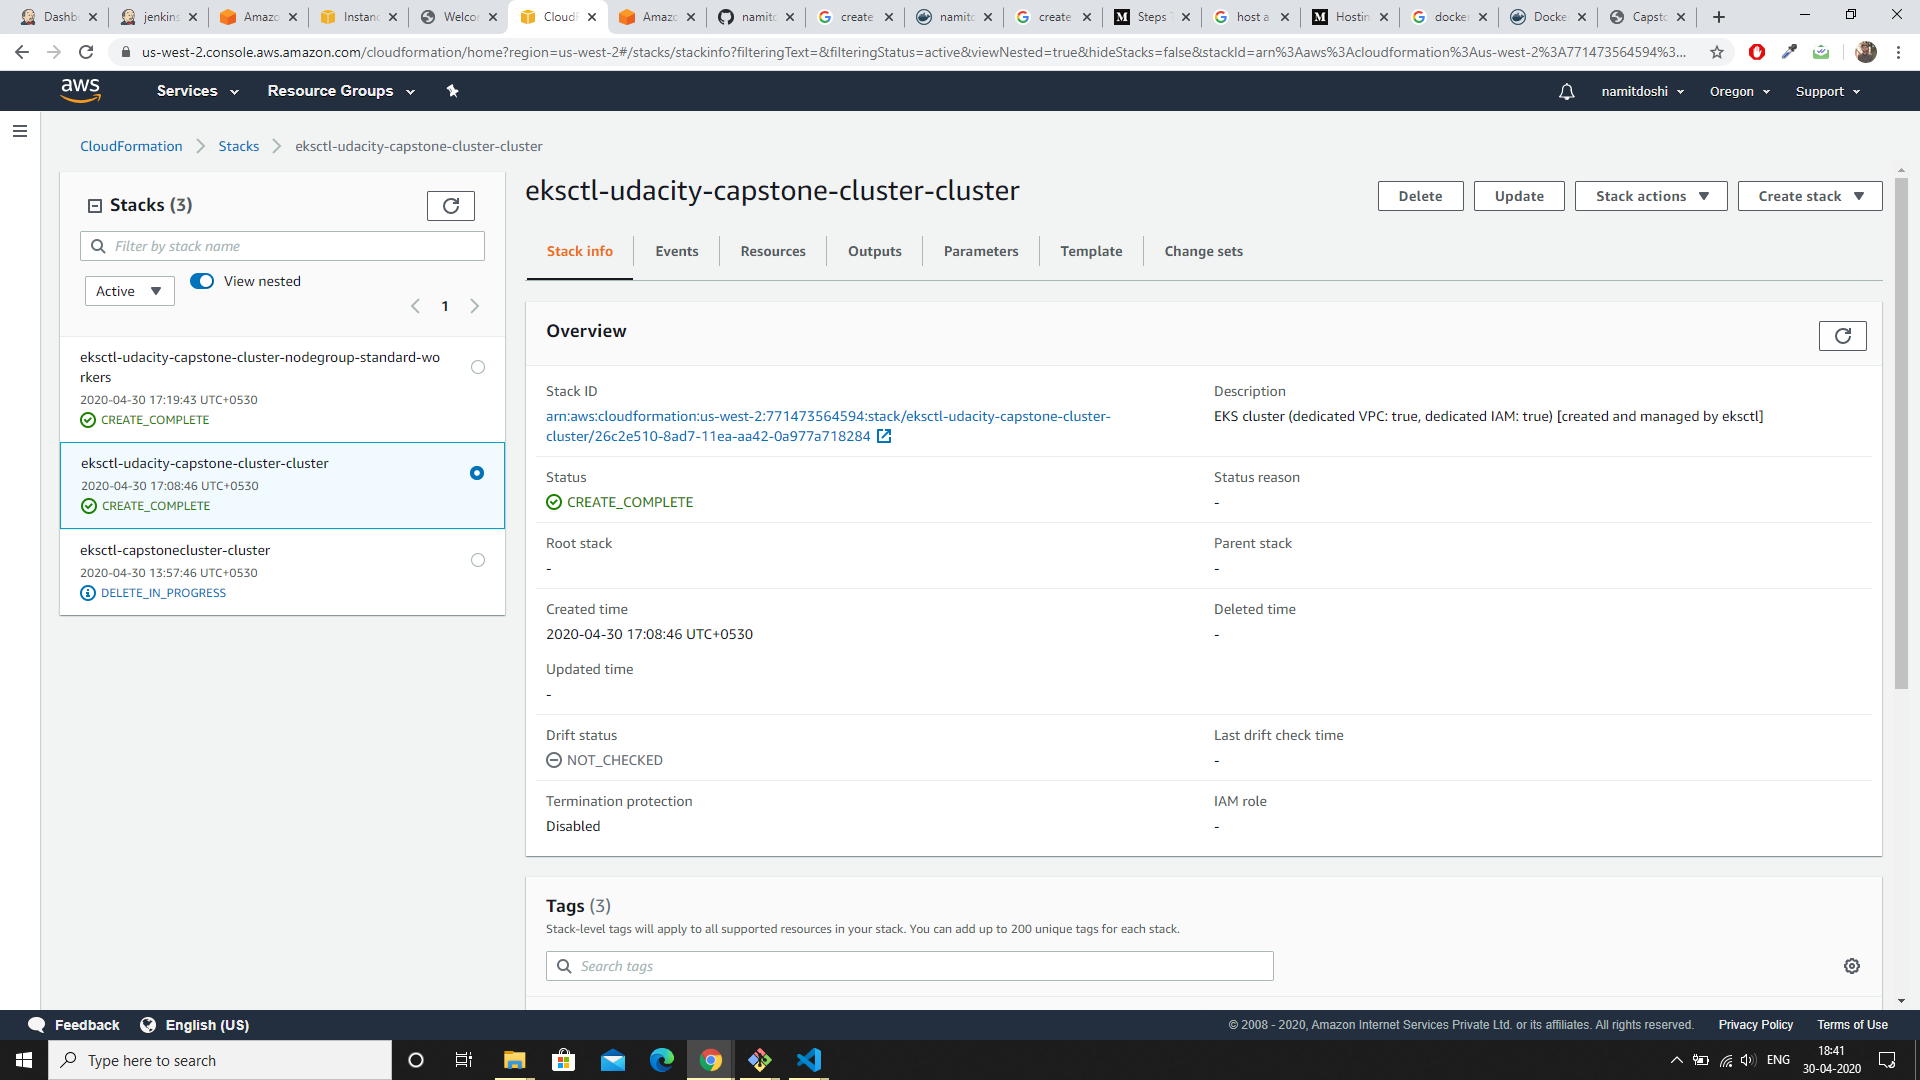 Dashb
jenkins
Amazo
Instanc
Welcor
CloudF
Amazo
namitd
create
namitd
create
Steps T
host a
Hostin
docker
Docke
Capsto
us-west-2.console.aws.amazon.com/cloudformation/home?region=us-west-2#/stacks/stackinfo?filteringText=&filteringStatus=active&viewNested=true&hideStacks=false&stackId=arn%3Aaws%3Acloudformation%3Aus-west-2%3A771473564594%3...
aws
Services
Resource Groups
namitdoshi
Oregon
Support
CloudFormation
Stacks
eksctl-udacity-capstone-cluster-cluster
Stacks (3)
Filter by stack name
Active
View nested
1
eksctl-udacity-capstone-cluster-nodegroup-standard-wo
rkers
2020-04-30 17:19:43 UTC+0530
CREATE_COMPLETE
eksctl-udacity-capstone-cluster-cluster
2020-04-30 17:08:46 UTC+0530
CREATE_COMPLETE
eksctl-capstonecluster-cluster
2020-04-30 13:57:46 UTC+0530
DELETE_IN_PROGRESS
eksctl-udacity-capstone-cluster-cluster
Delete
Update
Stack actions
Create stack
Stack info
Events
Resources
Outputs
Parameters
Template
Change sets
Overview
Stack ID
arn:aws:cloudformation:us-west-2:771473564594:stack/eksctl-udacity-capstone-cluster-
cluster/26c2e510-8ad7-11ea-aa42-0a977a718284
Description
EKS cluster (dedicated VPC: true, dedicated IAM: true) [created and managed by eksctl]
Status
CREATE_COMPLETE
Status reason
-
Root stack
-
Parent stack
-
Created time
2020-04-30 17:08:46 UTC+0530
Deleted time
-
Updated time
-
Drift status
NOT_CHECKED
Last drift check time
-
Termination protection
Disabled
IAM role
-
Tags (3)
Stack-level tags will apply to all supported resources in your stack. You can add up to 200 unique tags for each stack.
Search tags
Feedback
English (US)
© 2008 - 2020, Amazon Internet Services Private Ltd. or its affiliates. All rights reserved.
Privacy Policy
Terms of Use
Type here to search
ENG
18:41
30-04-2020